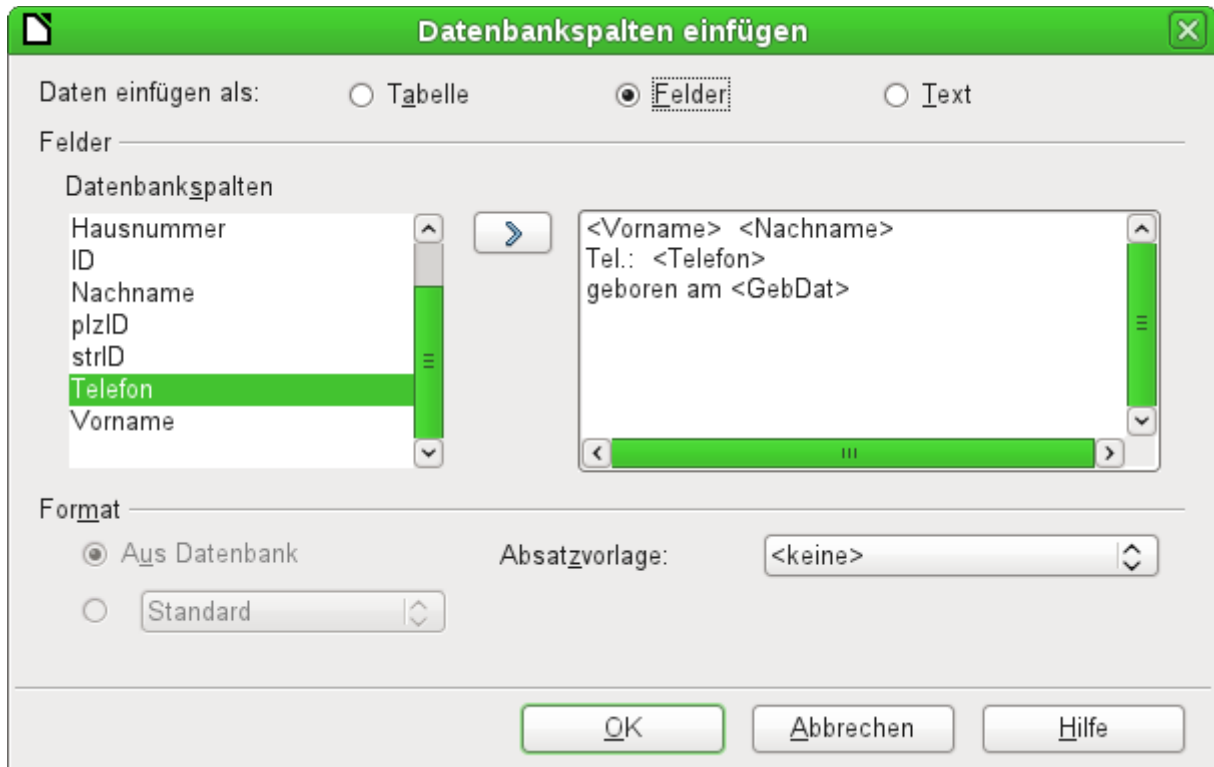 Datenbankspalten einfügen
Daten einfügen als: Tabelle Felder Text
Felder
Datenbankspalten
Hausnummer
ID
Nachname
plzID
strID
Telefon
Vorname
<Vorname> <Nachname>
Tel.: <Telefon>
geboren am <GebDat>
Format
Aus Datenbank
Absatzvorlage: <keine>
Standard
OK Abbrechen Hilfe